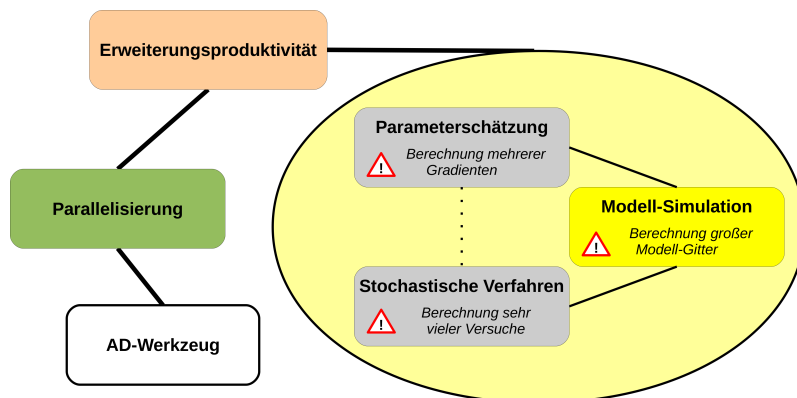 Erweiterungsproduktivität
Parameterschätzung
!
Berechnung mehrerer
Gradienten
Parallelisierung
Modell-Simulation
!
Berechnung großer
Modell-Gitter
Stochastische Verfahren
!
Berechnung sehr
vieler Versuche
AD-Werkzeug